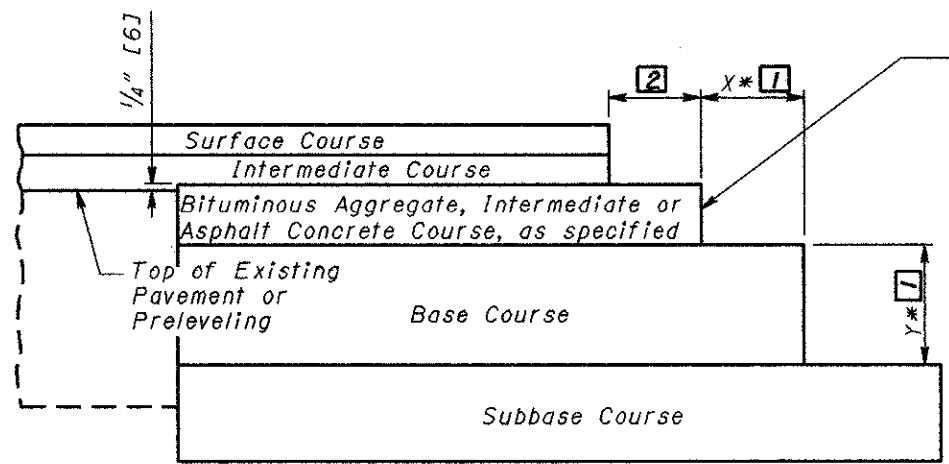 1/4" [6]
2
X* 1
Surface Course
Intermediate Course
Bituminous Aggregate, Intermediate or
Asphalt Concrete Course, as specified
Top of Existing
Pavement or
Preleveling
Base Course
Y* 1
Subbase Course